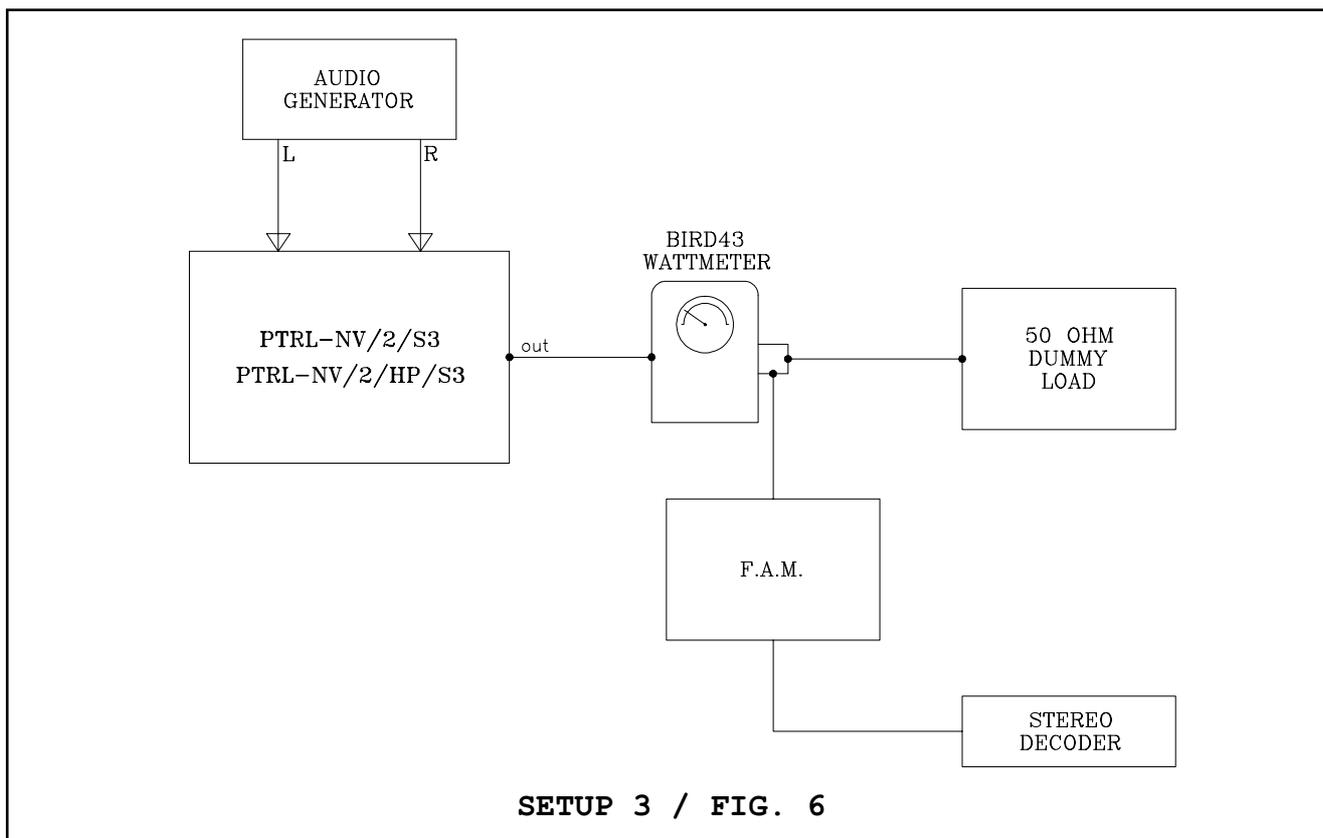 AUDIO
GENERATOR
L
R
BIRD43
WATTMETER
PTRL-NV/2/S3
PTRL-NV/2/HP/S3
out
50 OHM
DUMMY
LOAD
F.A.M.
STEREO
DECODER
SETUP 3 / FIG. 6